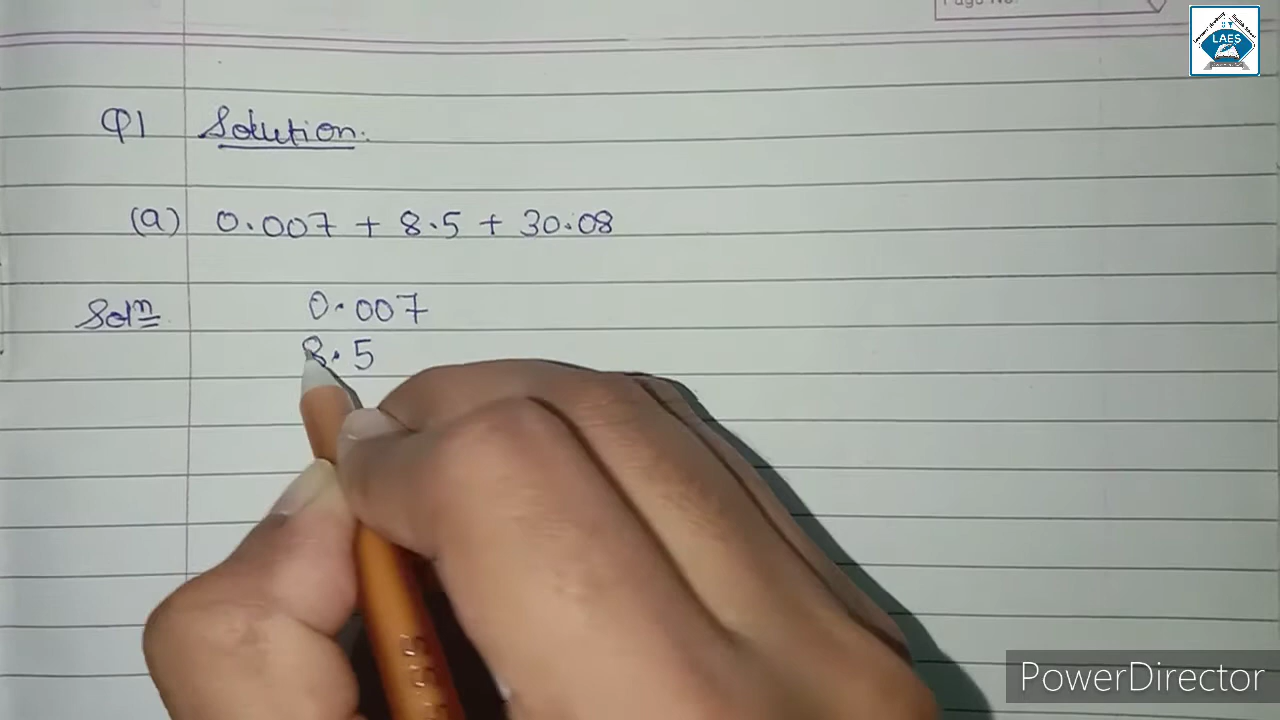 Q1 Solution.
(a) 0.007 + 8.5 + 30.08
Solⁿ 0.007
8.5
LAES
PowerDirector